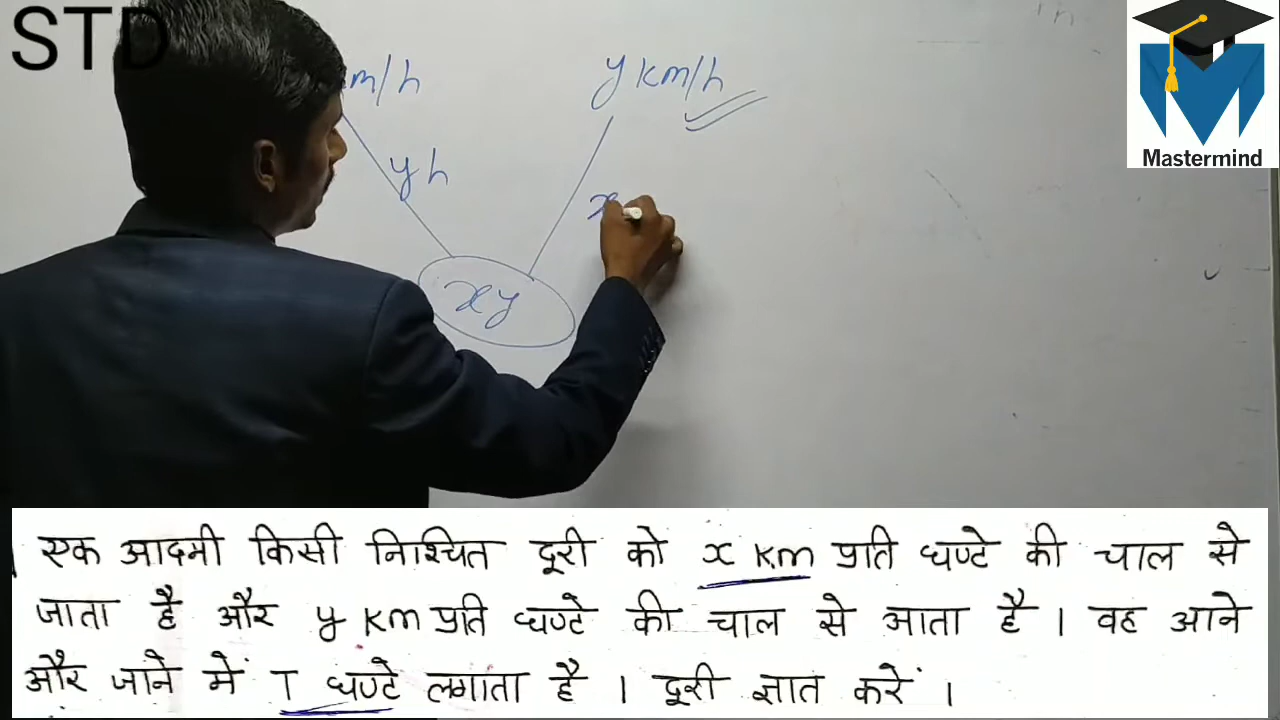 STD
m/h
y km/h
y h
x
xy
Mastermind
एक आदमी किसी निश्चित दूरी को x km प्रति घण्टे की चाल से
जाता है और y km प्रति घण्टे की चाल से आता है । वह आने
और जाने में T घण्टे लगाता है । दूरी ज्ञात करें ।